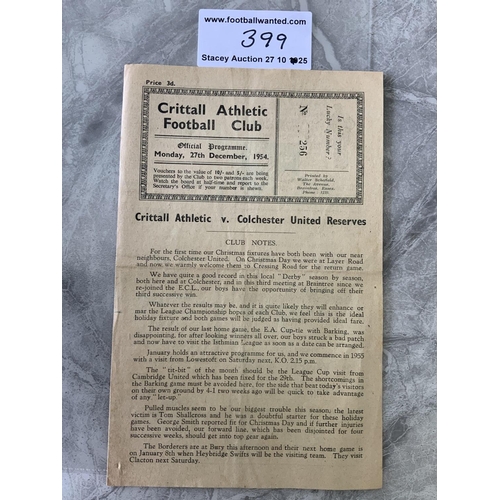 www.footballwanted.com
399
Stacey Auction 27 10 25
Price 3d.
Crittall Athletic
Football Club
Official Programme.
Monday, 27th December, 1954.
Vouchers to the value of 10/- and 5/- are being
presented by the Club to two patrons each week.
Watch the board at half-time and report to the
Secretary's Office if your number is shown.
Is this your
Lucky Number?
No 256
Printed by
The Avenue,
Crittall Athletic v. Colchester United Reserves
CLUB NOTES.
For the first time our Christmas fixtures have both been with our near
neighbours, Colchester United. On Christmas Day we were at Layer Road
and now we warmly welcome them to Cressing Road for the return game.
We have quite a good record in this local "Derby" season by season,
both here and at Colchester, and in this third meeting at Braintree since we
re-joined the E.C.L., our boys have the opportunity of bringing off their
third successive win.
Whatever the results may be, and it is quite likely they will enhance or
mar the League Championship hopes of each Club, we feel this is the ideal
holiday fixture and both games will be judged as having provided ideal fare.
The result of our last home game, the E.A. Cup-tie with Barking, was
disappointing, for after looking winners all over, our boys struck a bad patch
and now have to visit the Isthmian League as soon as a date can be arranged.
January holds an attractive programme for us, and we commence in 1955
with a visit from Lowestoft on Saturday next, K.O. 2.15 p.m.
The "tit-bit" of the month should be the League Cup visit from
Cambridge United which has been fixed for the 29th. The shortcomings in
the Barking game must be avoided here, for the side that beat today's visitors
on their own ground by 4-1 two weeks ago will be quick to take advantage
of any "let-up."
Pulled muscles seem to be our biggest trouble this season, the latest
victim is Tom Shallcross and he was a doubtful starter for these holiday
games. George Smith reported fit for Christmas Day and if further injuries
have been avoided, our forward line, which has been disjointed for four
successive weeks, should get into top gear again.
The Borderers are at Bury this afternoon and their next home game is
on January 8th when Heybridge Swifts will be the visiting team. They visit
Clacton next Saturday.